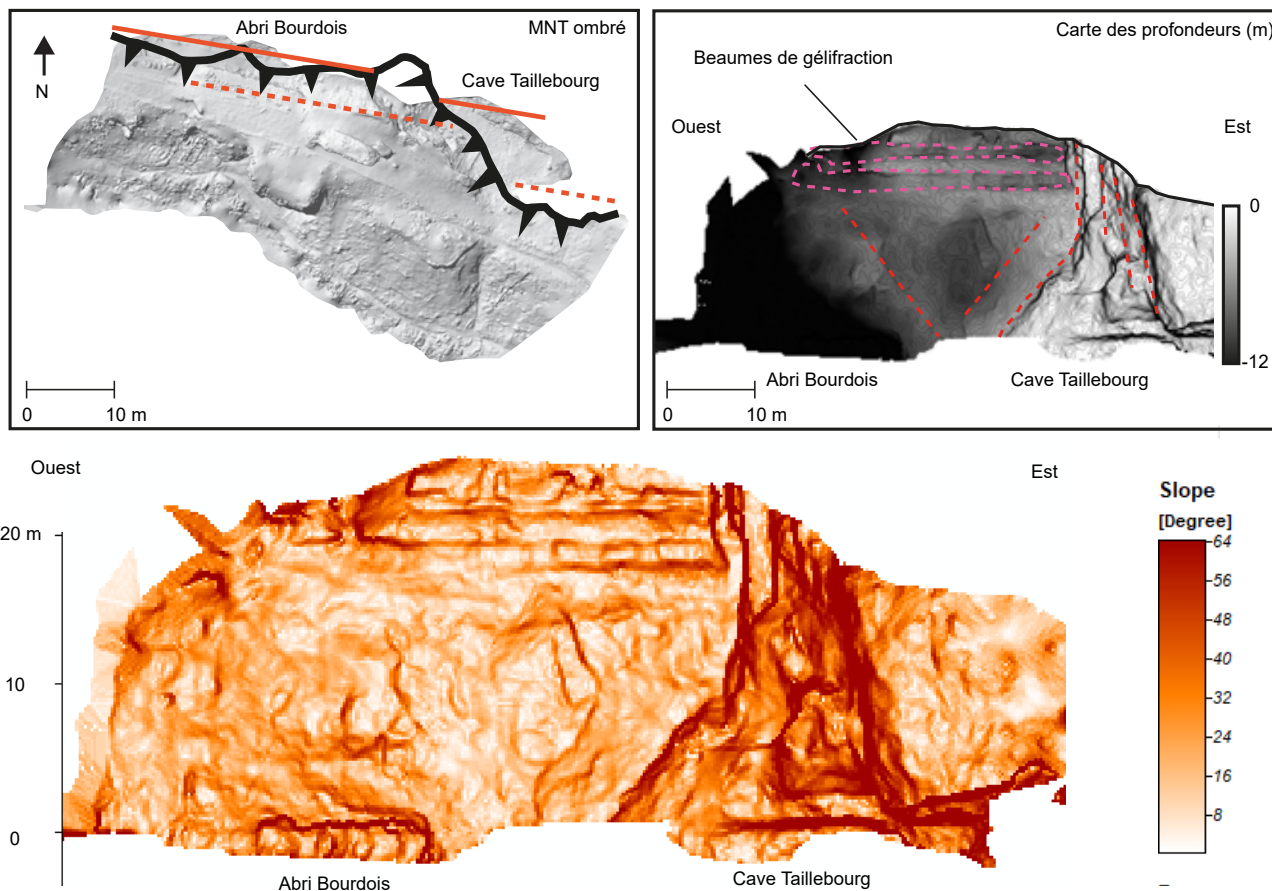 Abri Bourdois
MNT ombré
N
Cave Taillebourg
0
10 m
Carte des profondeurs (m)
Beaumes de gélifraction
Ouest
Est
0
-12
Abri Bourdois
Cave Taillebourg
0
10 m
Ouest
Est
Slope
[Degree]
64
56
48
40
32
24
16
8
20 m
10
0
Abri Bourdois
Cave Taillebourg